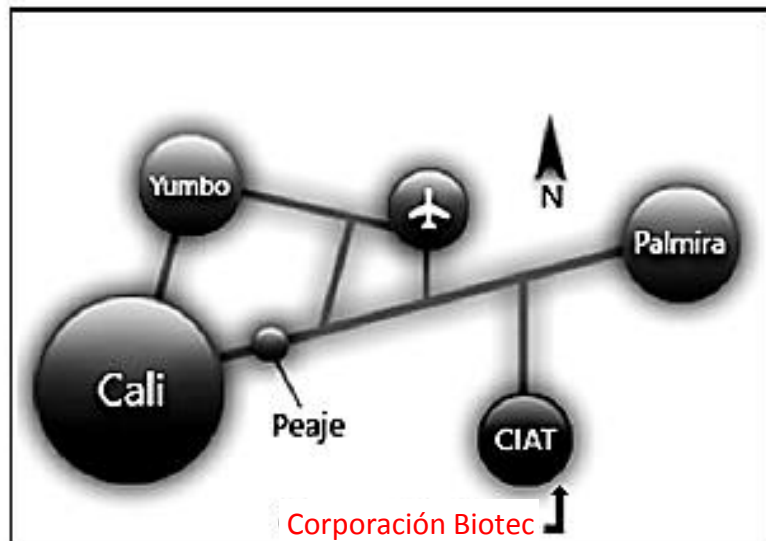 Yumbo
N
Palmira
Cali
Peaje
CIAT
Corporación Biotec